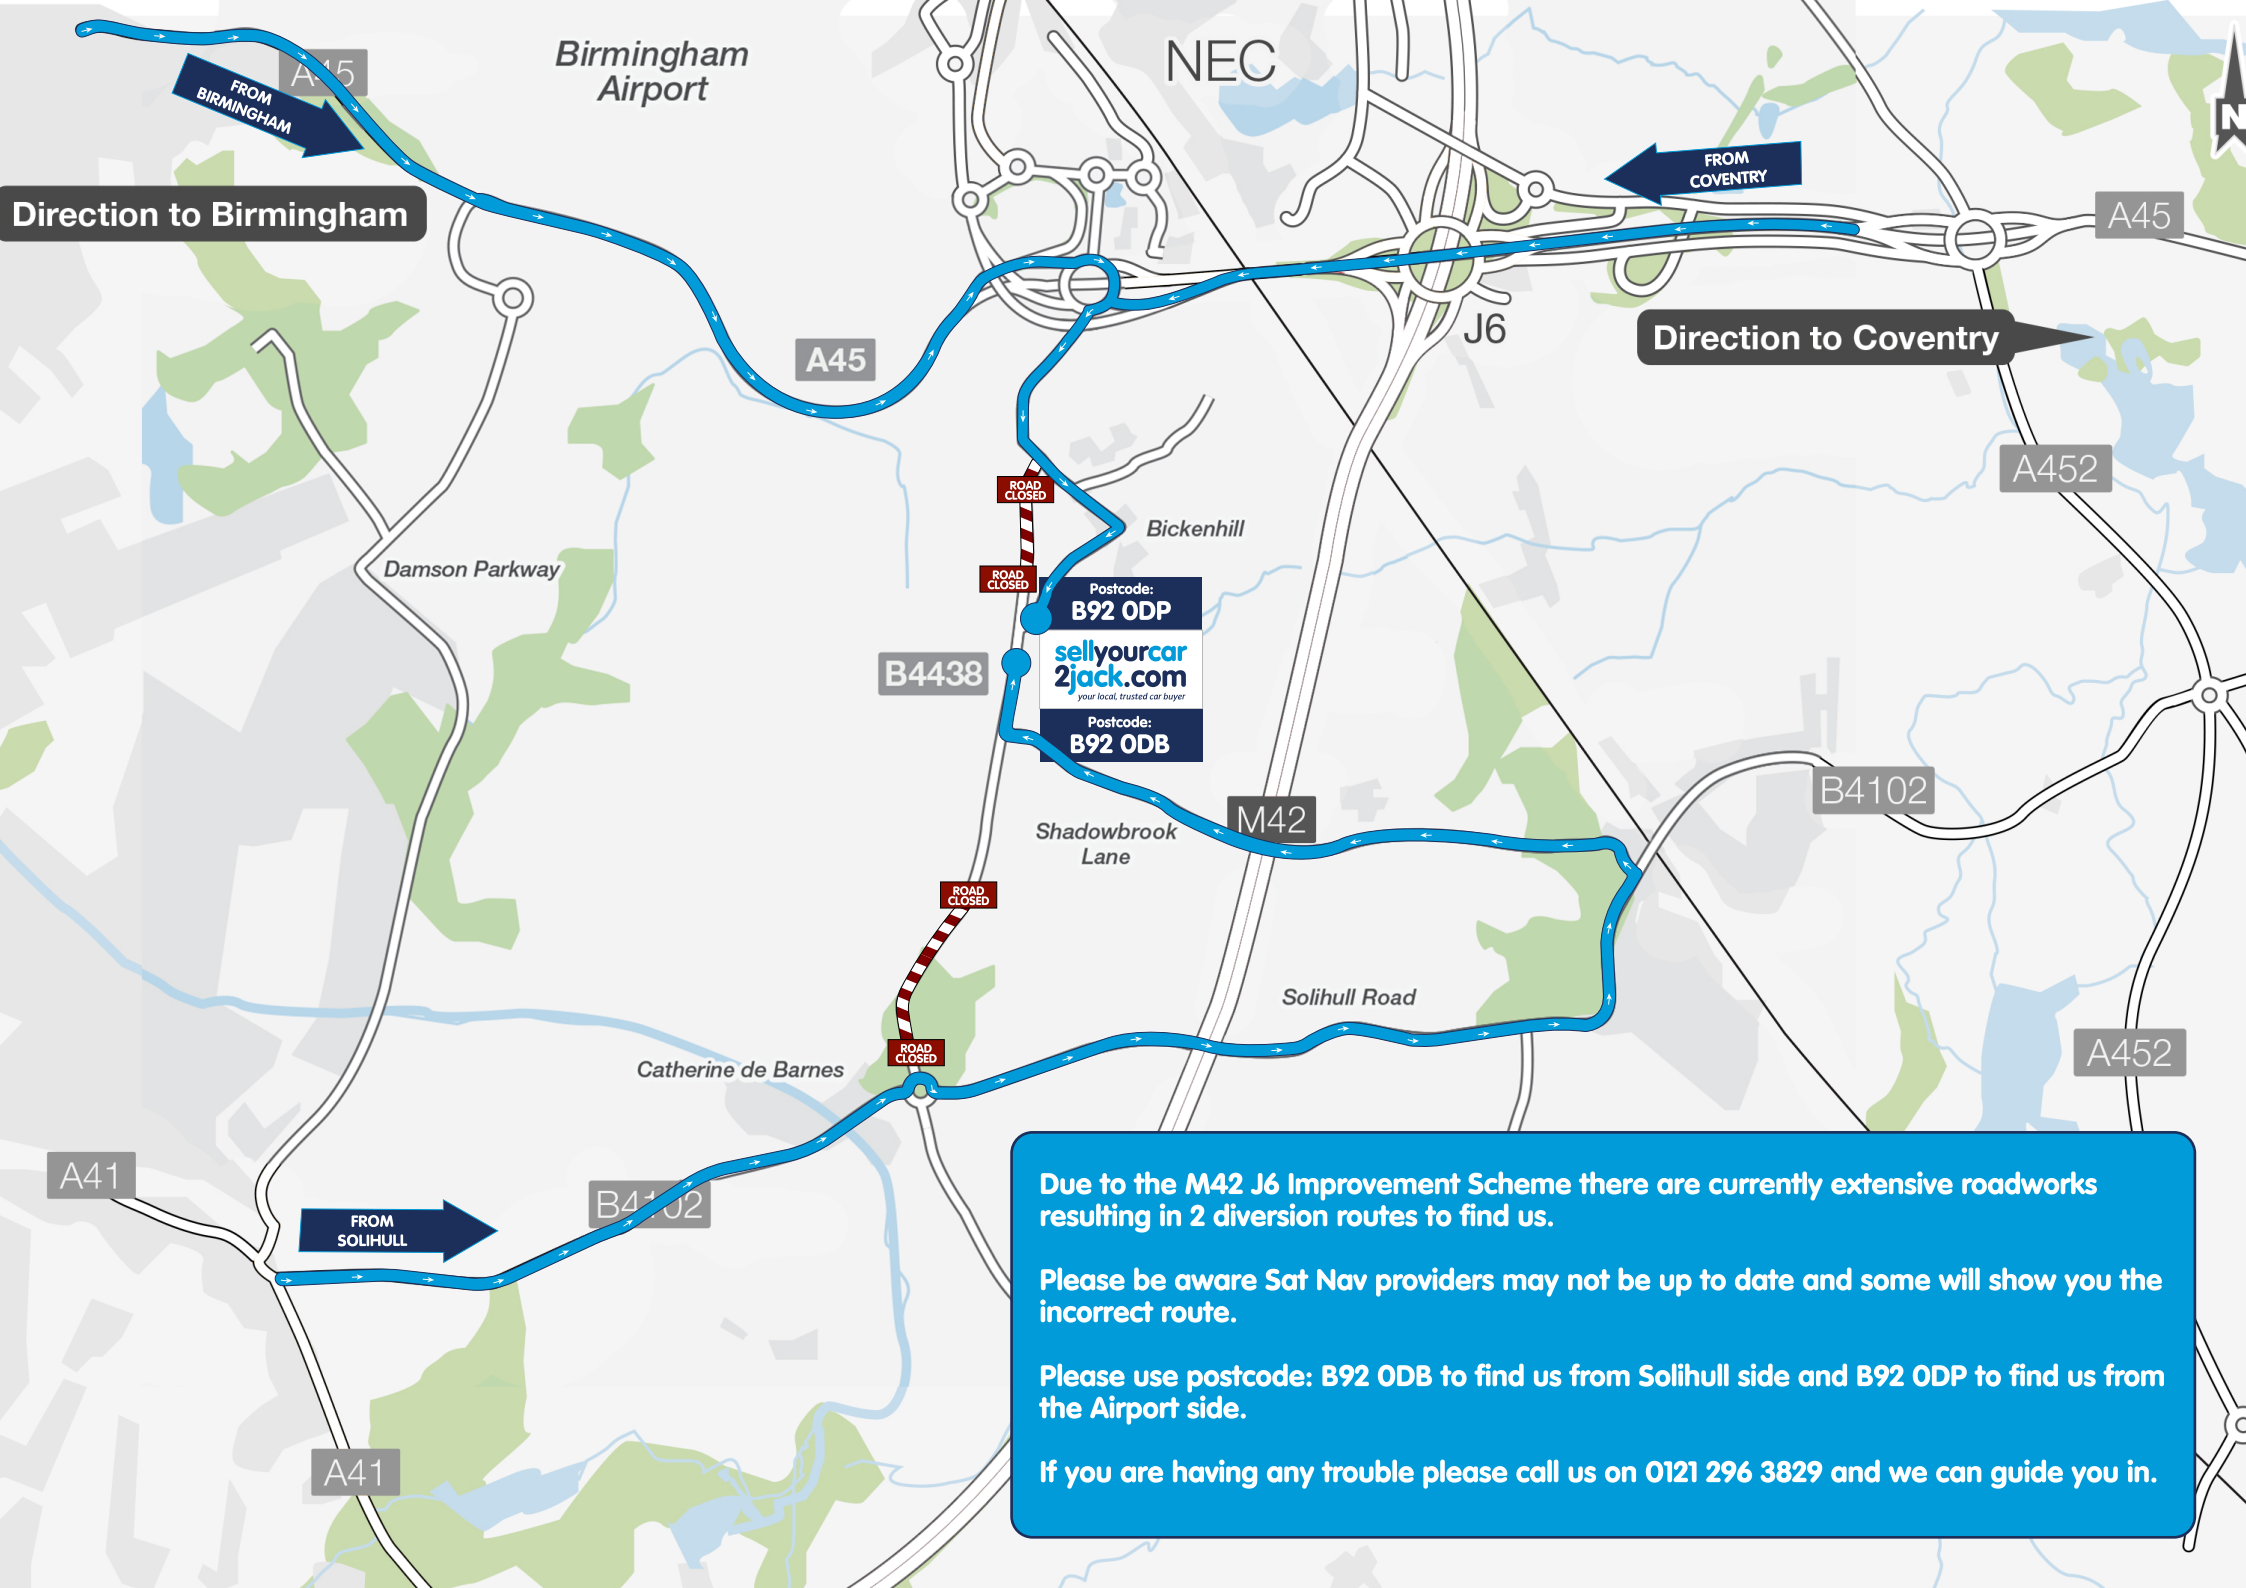 Birmingham
Airport
NEC
A45
FROM
BIRMINGHAM
FROM
COVENTRY
Direction to Birmingham
A45
J6
Direction to Coventry
A45
A452
ROAD
CLOSED
Bickenhill
Damson Parkway
ROAD
CLOSED
Postcode:
B92 0DP
B4438
sellyourcar
2jack.com
your local, trusted car buyer
Postcode:
B92 0DB
B4102
M42
Shadowbrook
Lane
ROAD
CLOSED
Solihull Road
ROAD
CLOSED
A452
Catherine de Barnes
A41
B4102
FROM
SOLIHULL
A41
Due to the M42 J6 Improvement Scheme there are currently extensive roadworks
resulting in 2 diversion routes to find us.
Please be aware Sat Nav providers may not be up to date and some will show you the
incorrect route.
Please use postcode: B92 0DB to find us from Solihull side and B92 0DP to find us from
the Airport side.
If you are having any trouble please call us on 0121 296 3829 and we can guide you in.
N